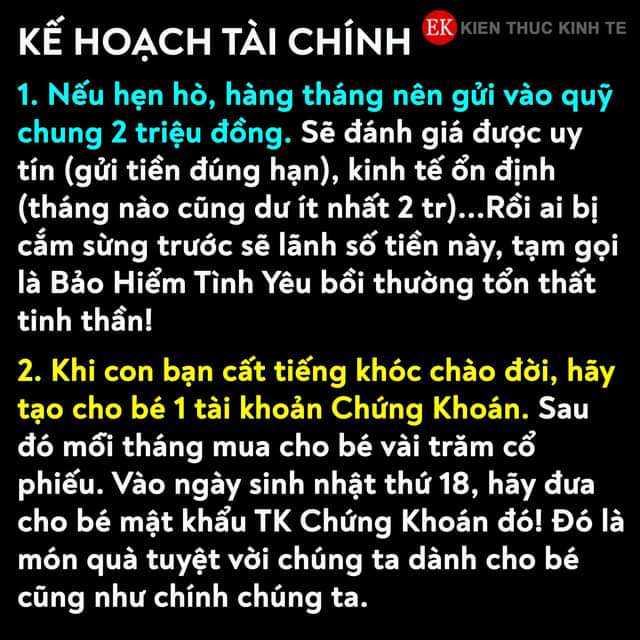 KẾ HOẠCH TÀI CHÍNH
EK KIEN THUC KINH TE
1. Nếu hẹn hò, hàng tháng nên gửi vào quỹ
chung 2 triệu đồng. Sẽ đánh giá được uy
tín (gửi tiền đúng hạn), kinh tế ổn định
(tháng nào cũng dư ít nhất 2 tr)...Rồi ai bị
cắm sừng trước sẽ lãnh số tiền này, tạm gọi
là Bảo Hiểm Tình Yêu bồi thường tổn thất
tinh thần!
2. Khi con bạn cất tiếng khóc chào đời, hãy
tạo cho bé 1 tài khoản Chứng Khoán. Sau
đó mỗi tháng mua cho bé vài trăm cổ
phiếu. Vào ngày sinh nhật thứ 18, hãy đưa
cho bé mật khẩu TK Chứng Khoán đó! Đó là
món quà tuyệt vời chúng ta dành cho bé
cũng như chính chúng ta.